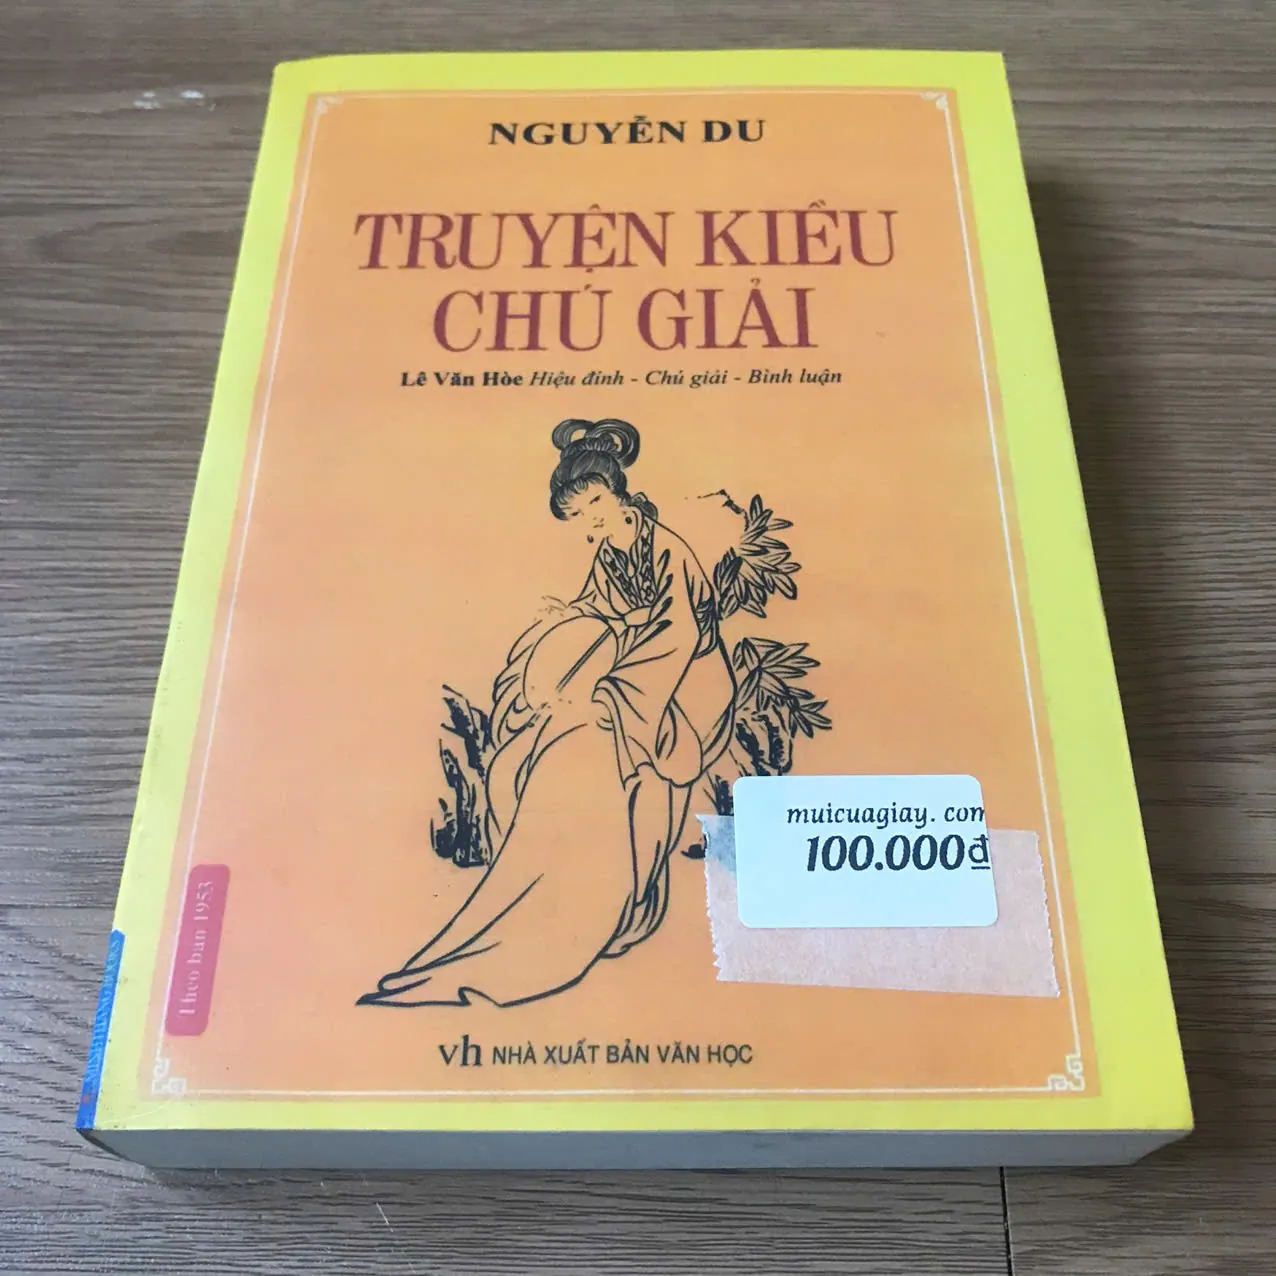 NGUYỄN DU
TRUYỆN KIỀU
CHÚ GIẢI
Lê Văn Hòe Hiệu đính - Chú giải - Bình luận
muicuagiay. com
100.000đ
Theo bản 1953
vh NHÀ XUẤT BẢN VĂN HỌC